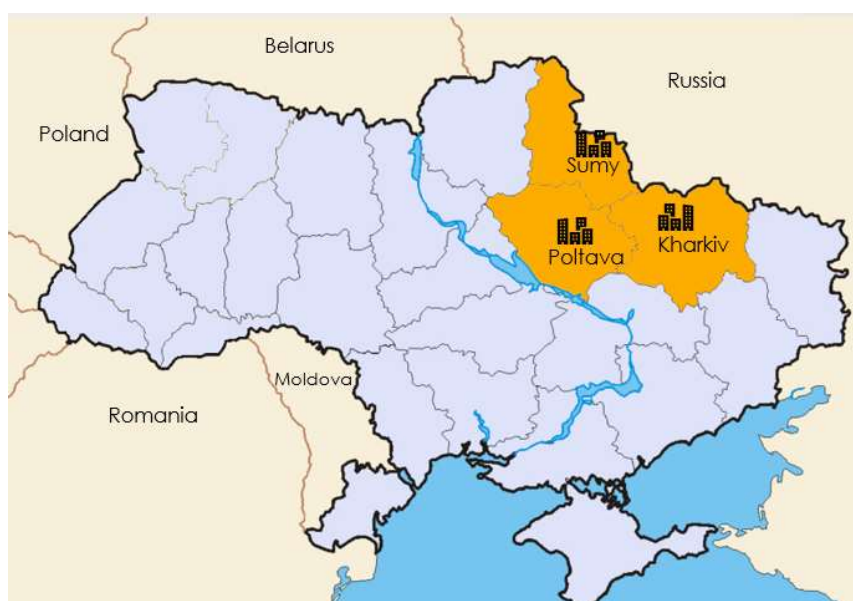 Belarus
Russia
Poland
Sumy
Kharkiv
Poltava
Moldova
Romania